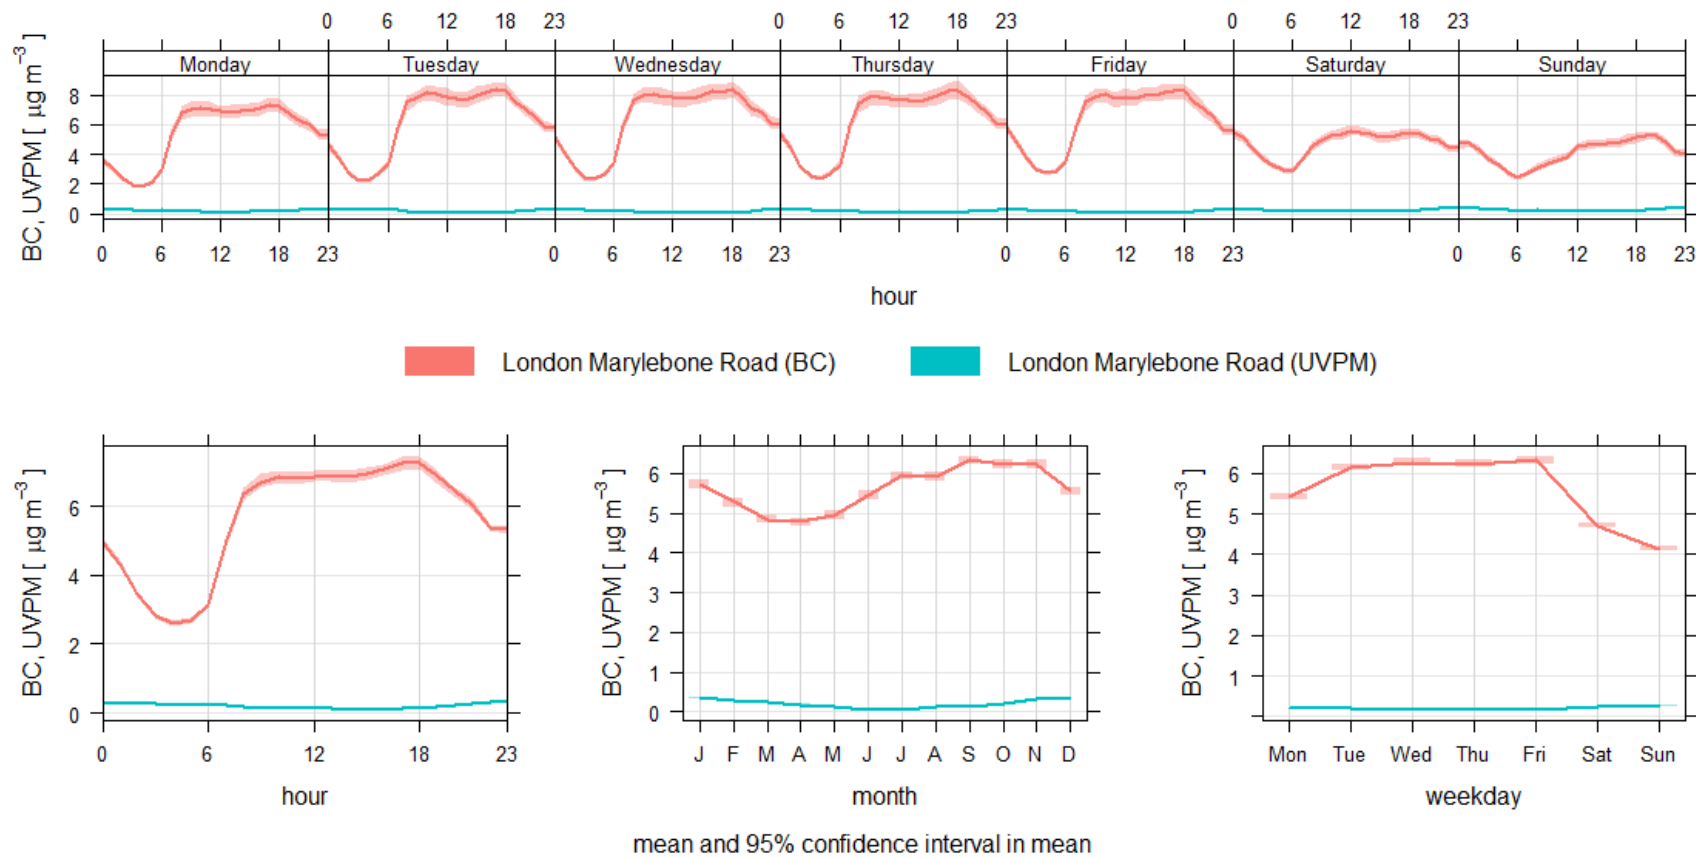 0 6 12 18 23 0 6 12 18 23 0 6 12 18 23
Monday Tuesday Wednesday Thursday Friday Saturday Sunday
BC, UVPM [ µg m⁻³ ]
8
6
4
2
0
0 6 12 18 23 0 6 12 18 23 0 6 12 18 23 0 6 12 18 23
hour
London Marylebone Road (BC) London Marylebone Road (UVPM)
BC, UVPM [ µg m⁻³ ]
6
4
2
0
0 6 12 18 23
hour
BC, UVPM [ µg m⁻³ ]
6
5
4
3
2
1
0
J F M A M J J A S O N D
month
BC, UVPM [ µg m⁻³ ]
6
5
4
3
2
1
Mon Tue Wed Thu Fri Sat Sun
weekday
mean and 95% confidence interval in mean